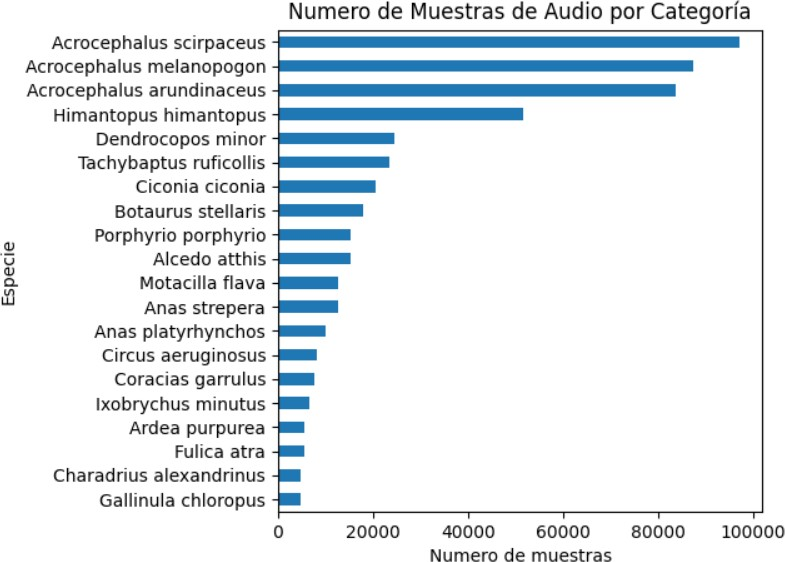 Numero de Muestras de Audio por Categoría
Acrocephalus scirpaceus
Acrocephalus melanopogon
Acrocephalus arundinaceus
Himantopus himantopus
Dendrocopos minor
Tachybaptus ruficollis
Ciconia ciconia
Botaurus stellaris
Porphyrio porphyrio
Alcedo atthis
Motacilla flava
Anas strepera
Anas platyrhynchos
Circus aeruginosus
Coracias garrulus
Ixobrychus minutus
Ardea purpurea
Fulica atra
Charadrius alexandrinus
Gallinula chloropus
Especie
0 20000 40000 60000 80000 100000
Numero de muestras